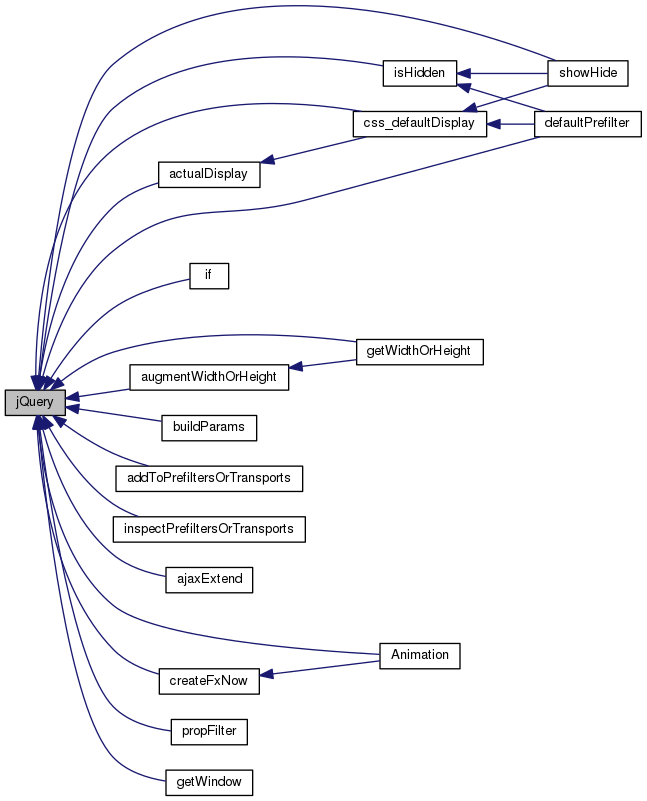 showHide
isHidden
css_defaultDisplay
defaultPrefilter
actualDisplay
if
getWidthOrHeight
augmentWidthOrHeight
jQuery
buildParams
addToPrefiltersOrTransports
inspectPrefiltersOrTransports
ajaxExtend
Animation
createFxNow
propFilter
getWindow